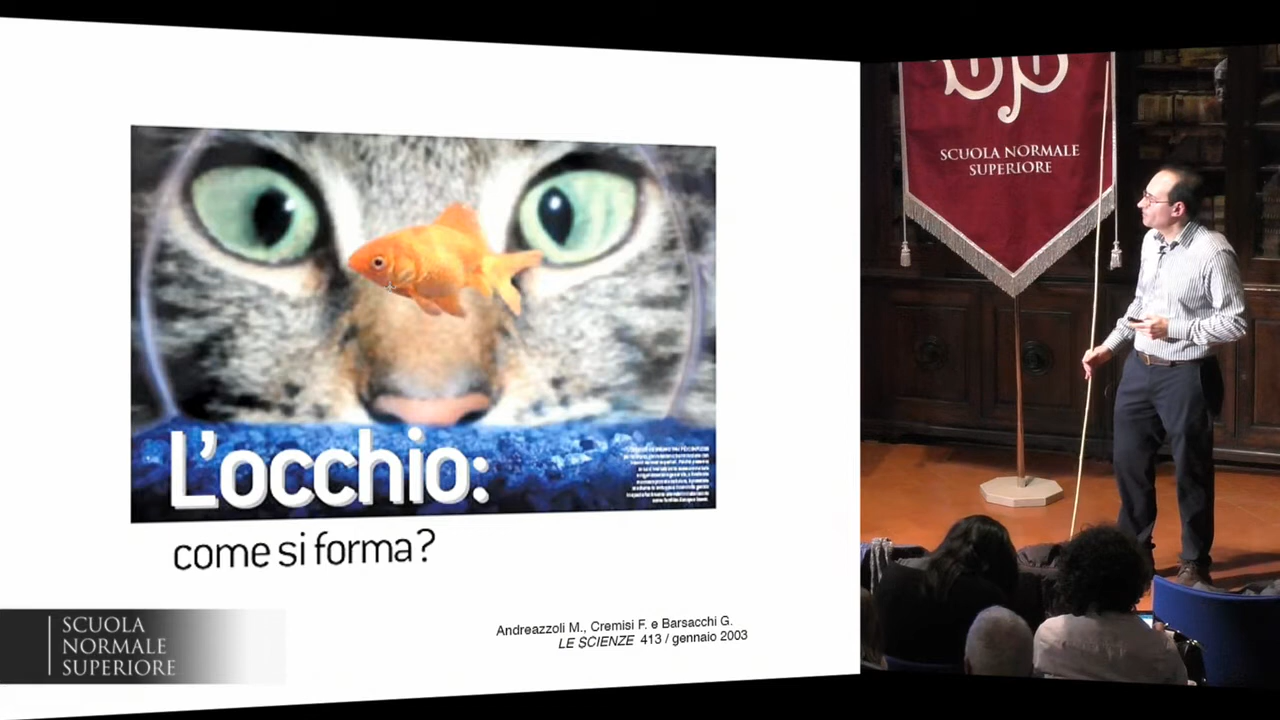 L'occhio:
come si forma?
Andreazzoli M., Cremisi F. e Barsacchi G.
LE SCIENZE 413 / gennaio 2003
SCUOLA
NORMALE
SUPERIORE
SCUOLA NORMALE
SUPERIORE